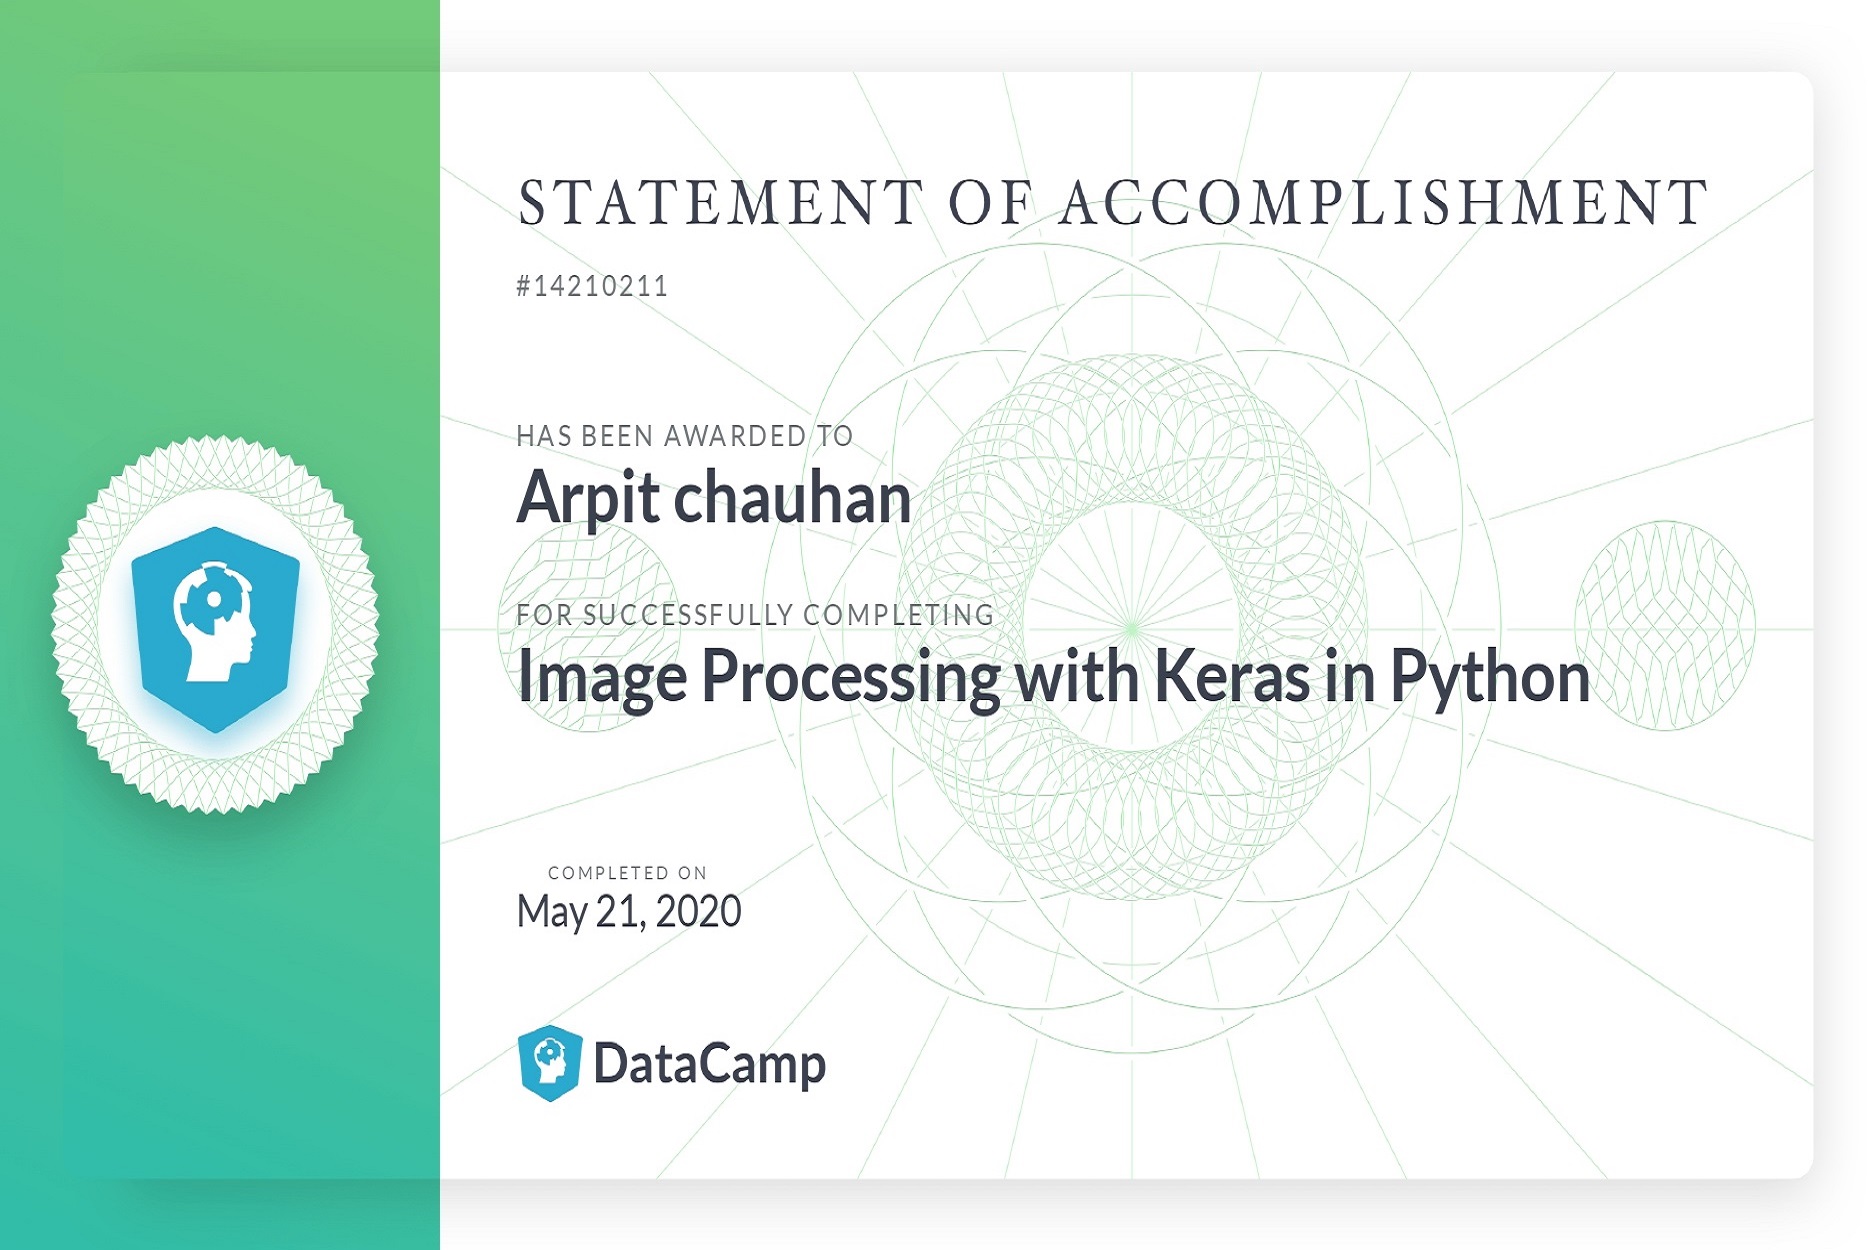 STATEMENT OF ACCOMPLISHMENT
#14210211
HAS BEEN AWARDED TO
Arpit chauhan
FOR SUCCESSFULLY COMPLETING
Image Processing with Keras in Python
COMPLETED ON
May 21, 2020
DataCamp